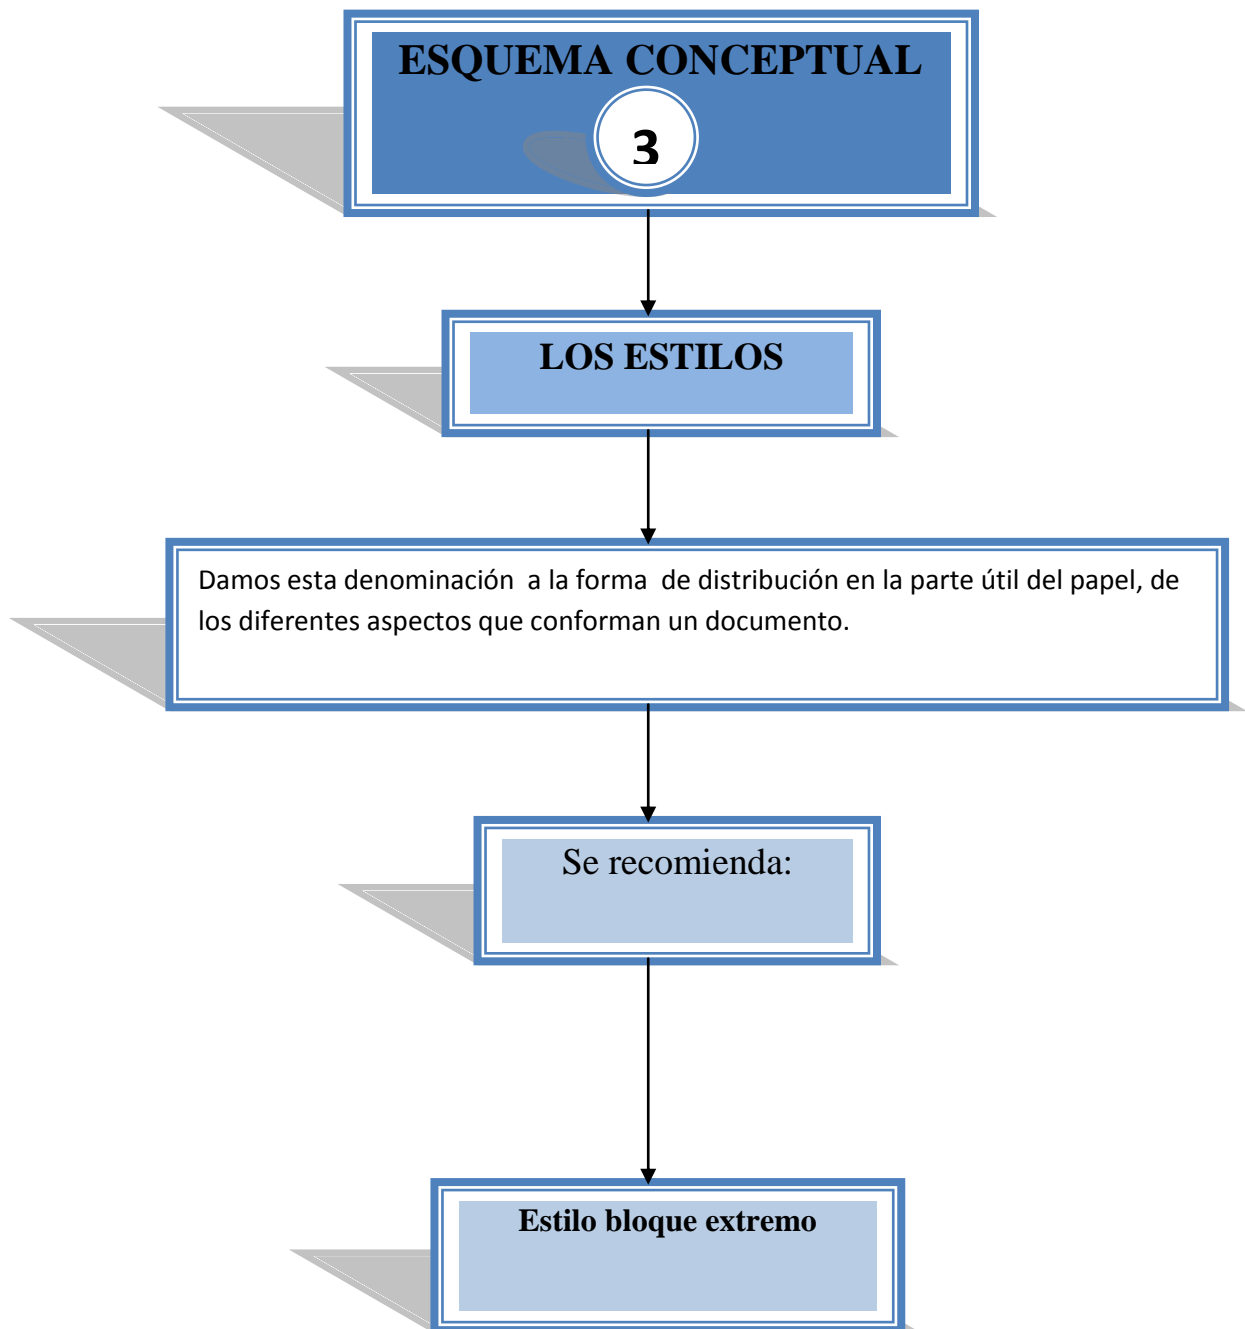 ESQUEMA CONCEPTUAL
3
LOS ESTILOS
Damos esta denominación  a la forma  de distribución en la parte útil del papel, de
los diferentes aspectos que conforman un documento.
Se recomienda:
Estilo bloque extremo